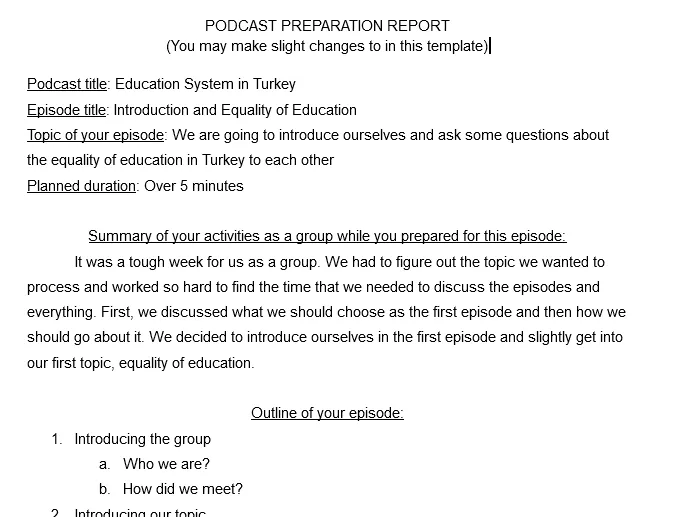 PODCAST PREPARATION REPORT
(You may make slight changes to in this template)
Podcast title: Education System in Turkey
Episode title: Introduction and Equality of Education
Topic of your episode: We are going to introduce ourselves and ask some questions about
the equality of education in Turkey to each other
Planned duration: Over 5 minutes
Summary of your activities as a group while you prepared for this episode:
It was a tough week for us as a group. We had to figure out the topic we wanted to
process and worked so hard to find the time that we needed to discuss the episodes and
everything. First, we discussed what we should choose as the first episode and then how we
should go about it. We decided to introduce ourselves in the first episode and slightly get into
our first topic, equality of education.
Outline of your episode:
1. Introducing the group
a. Who we are?
b. How did we meet?
2. Introducing our topic